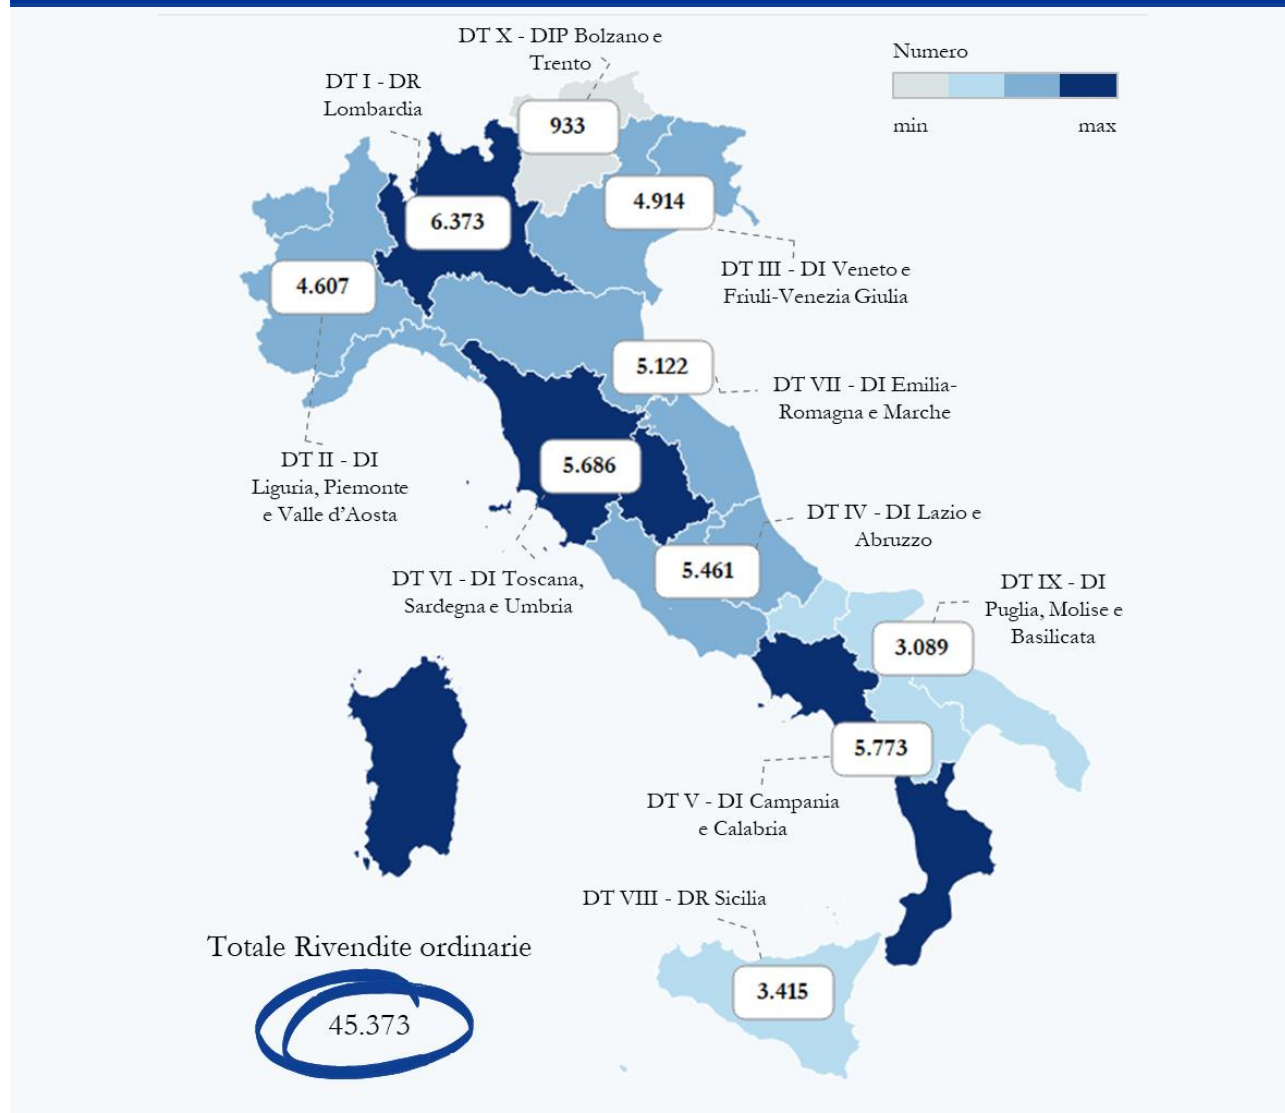 DT X - DIP Bolzano e
Trento
Numero
min
max
DT I - DR
Lombardia
933
6.373
4.914
DT III - DI Veneto e
Friuli-Venezia Giulia
4.607
5.122
DT VII - DI Emilia-
Romagna e Marche
DT II - DI
Liguria, Piemonte
e Valle d'Aosta
5.686
DT IV - DI Lazio e
Abruzzo
5.461
DT VI - DI Toscana,
Sardegna e Umbria
DT IX - DI
Puglia, Molise e
Basilicata
3.089
5.773
DT V - DI Campania
e Calabria
DT VIII - DR Sicilia
3.415
Totale Rivendite ordinarie
45.373